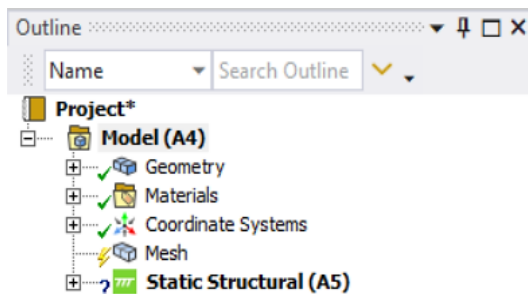 Outline
Name Search Outline
Project*
Model (A4)
Geometry
Materials
Coordinate Systems
Mesh
Static Structural (A5)